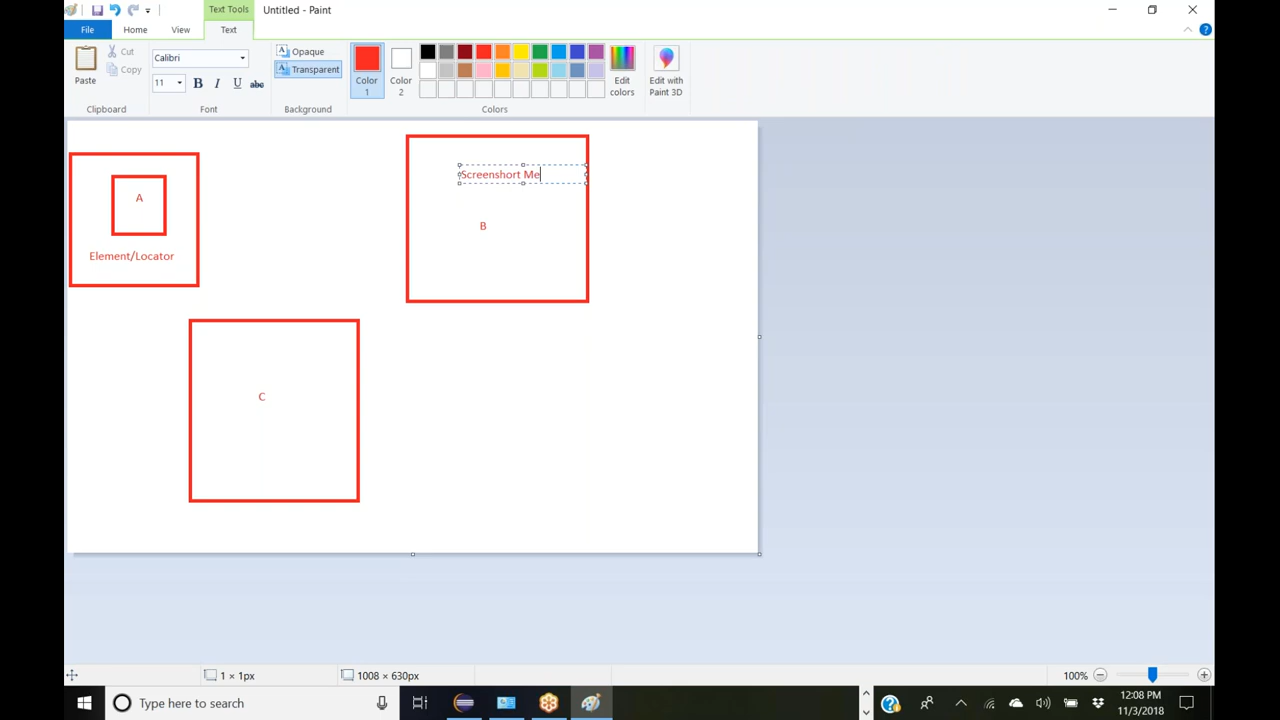 Text Tools
Untitled - Paint
File
Home
View
Text
Paste
Cut
Copy
Clipboard
Calibri
11
B
I
U
abc
Font
Opaque
Transparent
Background
Color
1
Color
2
Colors
Edit
colors
Edit with
Paint 3D
A
Element/Locator
Screenshort Me
B
C
1 × 1px
1008 × 630px
100%
Type here to search
12:08 PM
11/3/2018